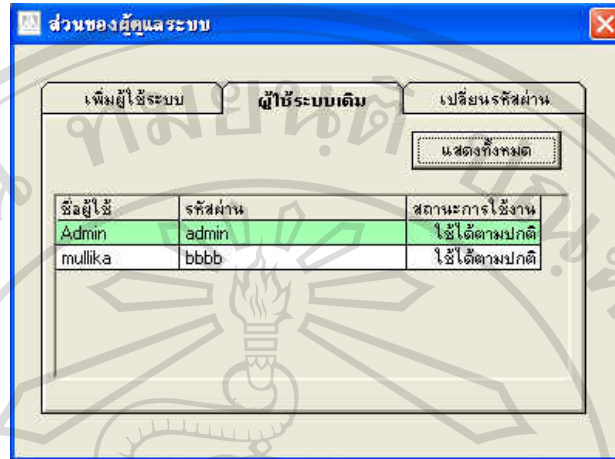 ส่วนของผู้ดูแลระบบ
เพิ่มผู้ใช้ระบบ ผู้ใช้ระบบเดิม เปลี่ยนรหัสผ่าน
แสดงทั้งหมด
ชื่อผู้ใช้ รหัสผ่าน สถานะการใช้งาน
Admin admin ใช้ได้ตามปกติ
mullika bbbb ใช้ได้ตามปกติ